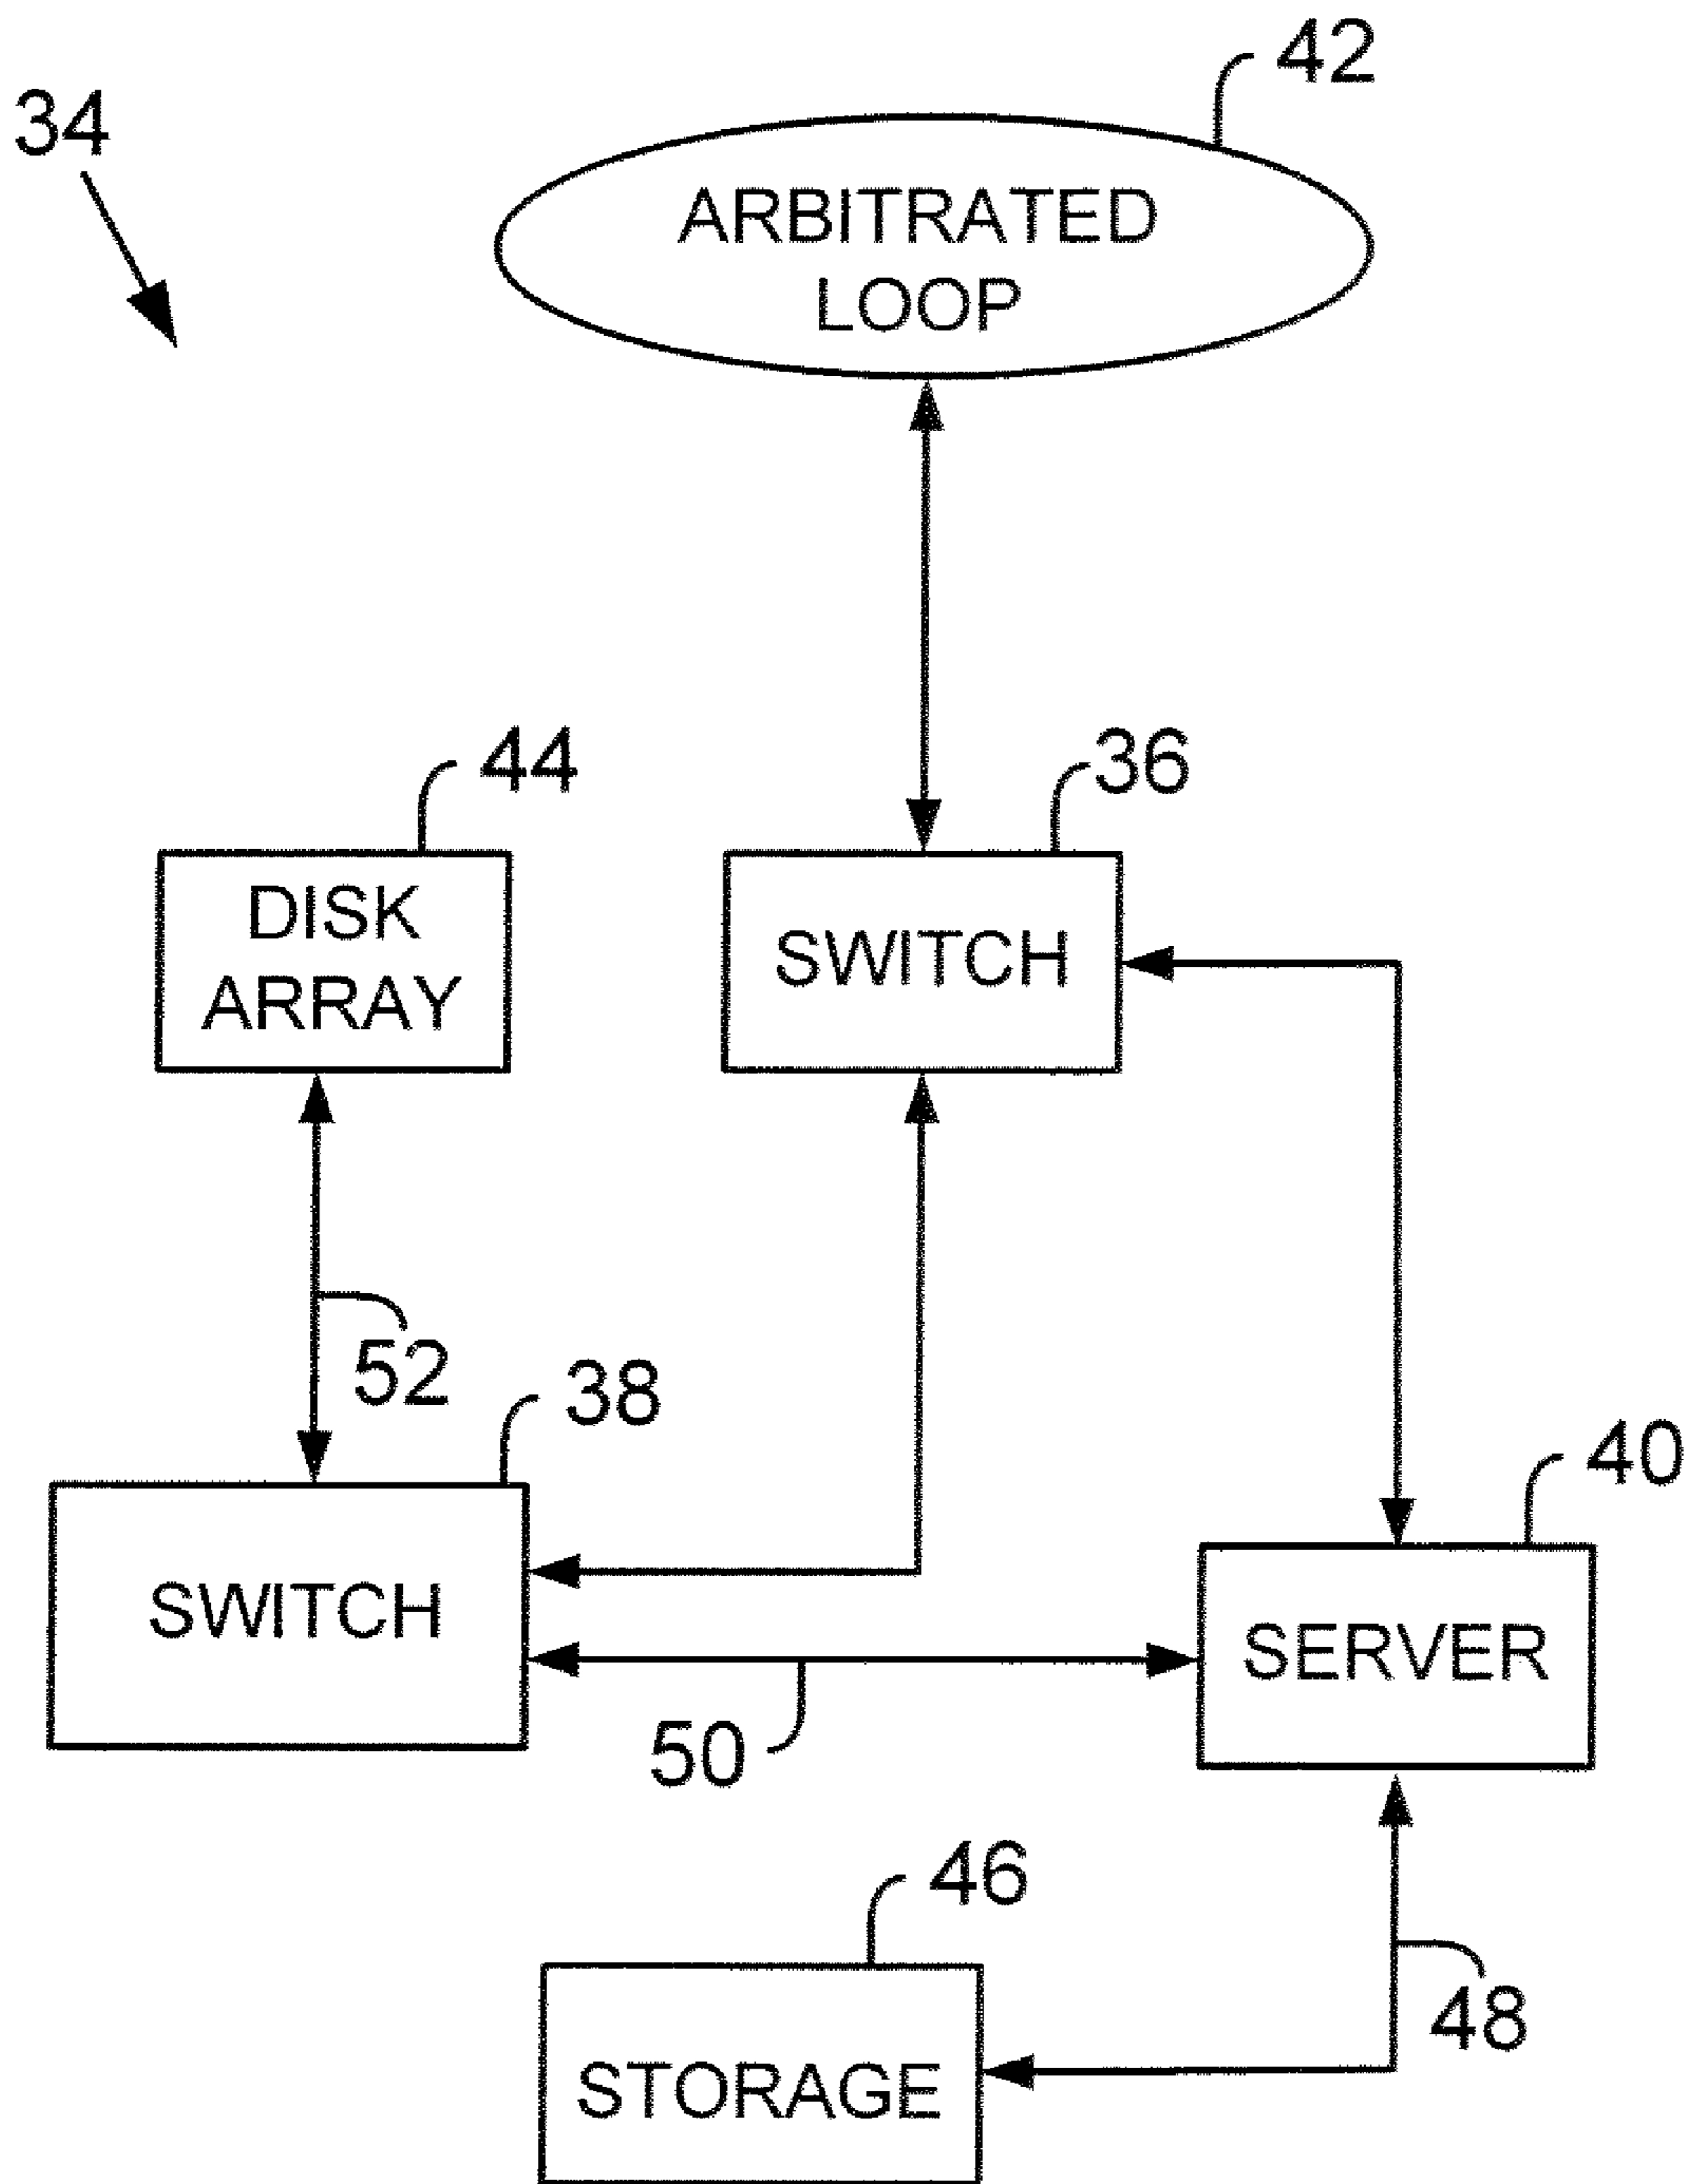 42
34
ARBITRATED
LOOP
44
36
DISK
ARRAY
SWITCH
52
38
40
SWITCH
SERVER
50
46
48
STORAGE